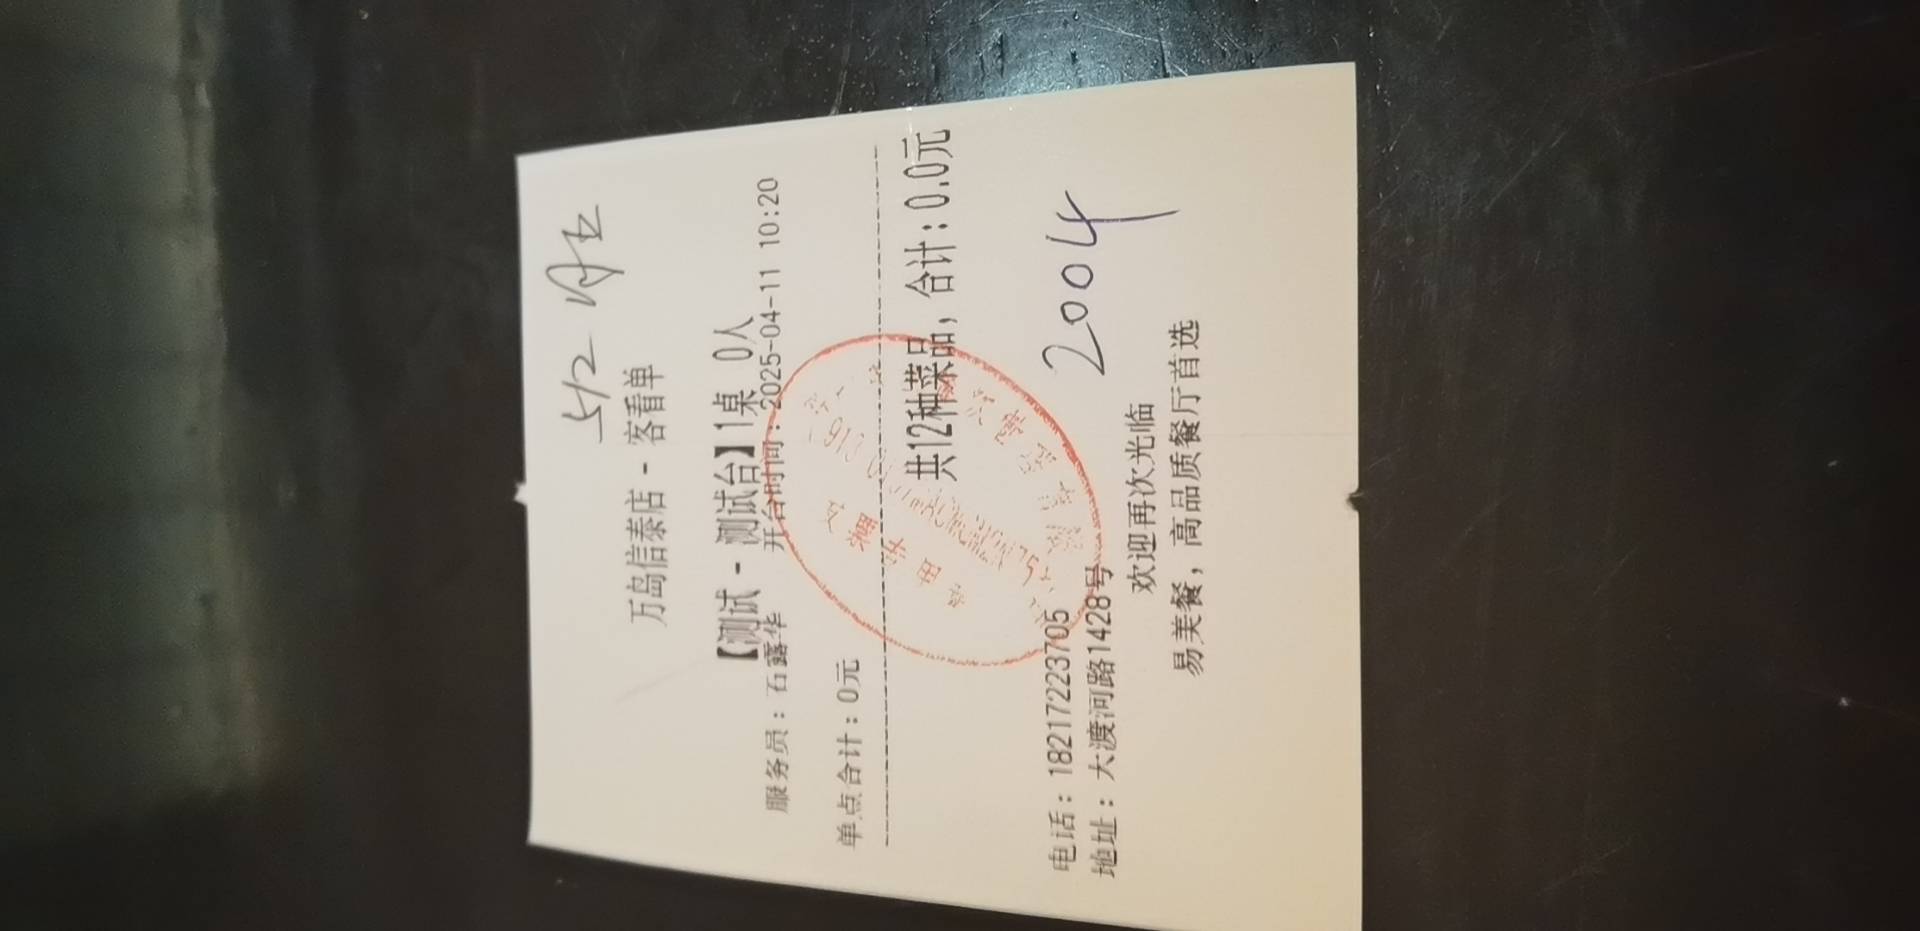 512
万岛信泰店 - 客看单
【测试 - 测试台】1桌 0人
服务员：石露华 开台时间：2025-04-11 10:20
单点合计：0元
共12种菜品，合计：0.0元
2004
电话：18217223705
地址：大渡河路1428号
欢迎再次光临
易美餐，高品质餐厅首选